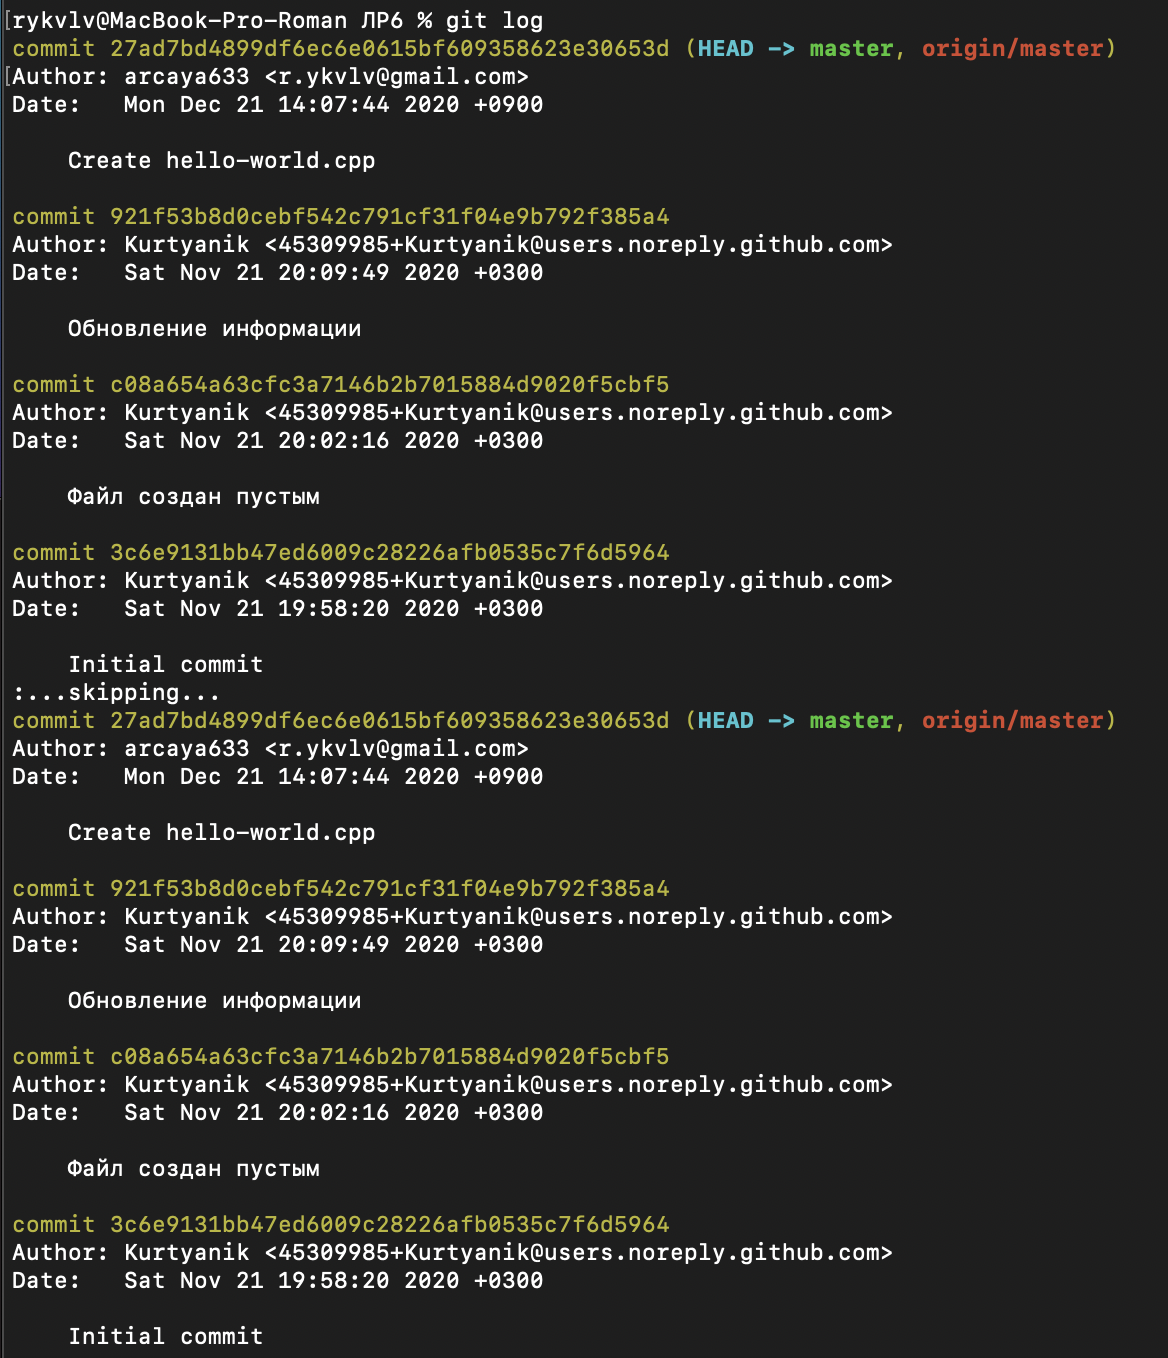 [rykvlv@MacBook-Pro-Roman ЛР6 % git log
commit 27ad7bd4899df6ec6e0615bf609358623e30653d (HEAD -> master, origin/master)
[Author: arcaya633 <r.ykvlv@gmail.com>
Date:   Mon Dec 21 14:07:44 2020 +0900
Create hello-world.cpp
commit 921f53b8d0cebf542c791cf31f04e9b792f385a4
Author: Kurtyanik <45309985+Kurtyanik@users.noreply.github.com>
Date:   Sat Nov 21 20:09:49 2020 +0300
Обновление информации
commit c08a654a63cfc3a7146b2b7015884d9020f5cbf5
Author: Kurtyanik <45309985+Kurtyanik@users.noreply.github.com>
Date:   Sat Nov 21 20:02:16 2020 +0300
Файл создан пустым
commit 3c6e9131bb47ed6009c28226afb0535c7f6d5964
Author: Kurtyanik <45309985+Kurtyanik@users.noreply.github.com>
Date:   Sat Nov 21 19:58:20 2020 +0300
Initial commit
:...skipping...
commit 27ad7bd4899df6ec6e0615bf609358623e30653d (HEAD -> master, origin/master)
Author: arcaya633 <r.ykvlv@gmail.com>
Date:   Mon Dec 21 14:07:44 2020 +0900
Create hello-world.cpp
commit 921f53b8d0cebf542c791cf31f04e9b792f385a4
Author: Kurtyanik <45309985+Kurtyanik@users.noreply.github.com>
Date:   Sat Nov 21 20:09:49 2020 +0300
Обновление информации
commit c08a654a63cfc3a7146b2b7015884d9020f5cbf5
Author: Kurtyanik <45309985+Kurtyanik@users.noreply.github.com>
Date:   Sat Nov 21 20:02:16 2020 +0300
Файл создан пустым
commit 3c6e9131bb47ed6009c28226afb0535c7f6d5964
Author: Kurtyanik <45309985+Kurtyanik@users.noreply.github.com>
Date:   Sat Nov 21 19:58:20 2020 +0300
Initial commit